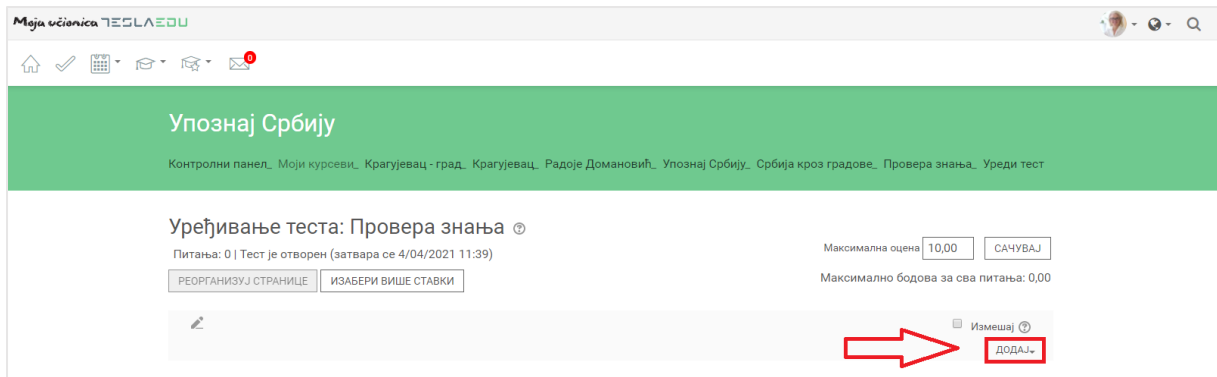 Moja učionica TESLAEDU
0
Упознај Србију
Контролни панел_ Моји курсеви_ Крагујевац - град_ Крагујевац_ Радоје Домановић_ Упознај Србију_ Србија кроз градове_ Провера знања_ Уреди тест
Уређивање теста: Провера знања
Питања: 0 | Тест је отворен (затвара се 4/04/2021 11:39)
Максимална оцена 10,00 САЧУВАЈ
РЕОРГАНИЗУЈ СТРАНИЦЕ ИЗАБЕРИ ВИШЕ СТАВКИ
Максимално бодова за сва питања: 0,00
Измешај
ДОДАЈ